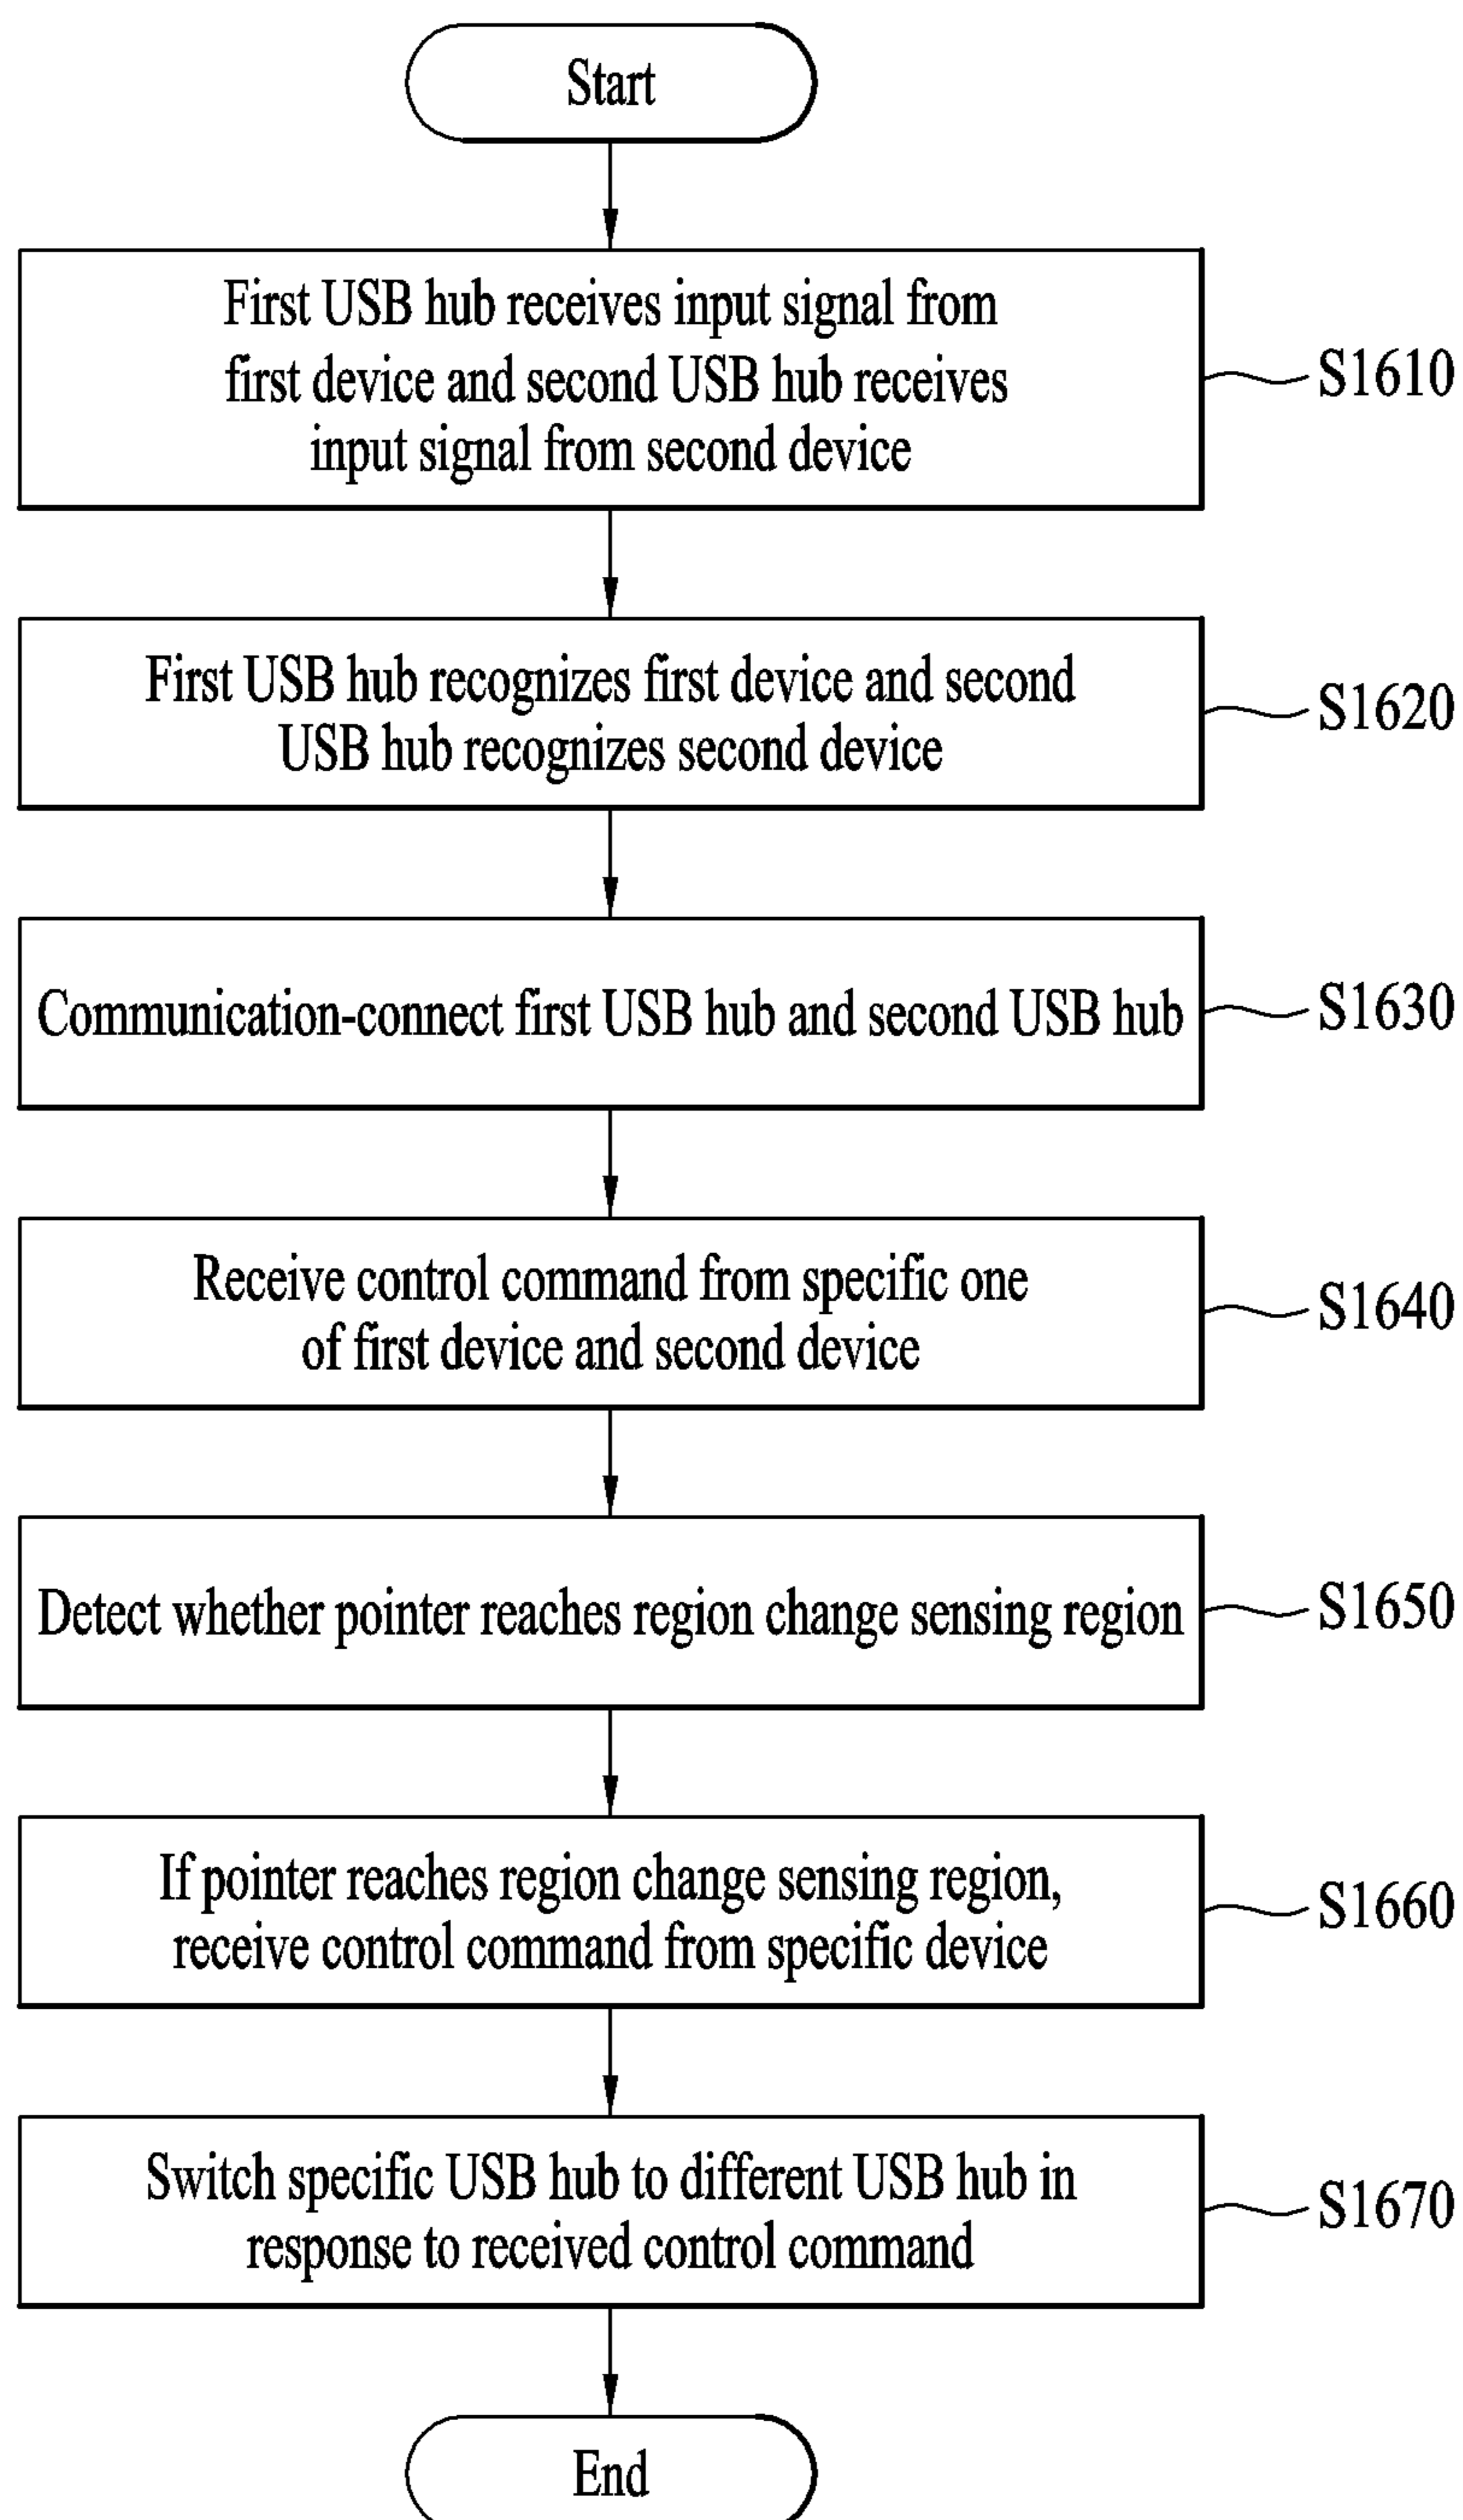 Start
First USB hub receives input signal from
first device and second USB hub receives
input signal from second device
S1610
First USB hub recognizes first device and second
USB hub recognizes second device
S1620
Communication-connect first USB hub and second USB hub
S1630
Receive control command from specific one
of first device and second device
S1640
Detect whether pointer reaches region change sensing region
S1650
If pointer reaches region change sensing region,
receive control command from specific device
S1660
Switch specific USB hub to different USB hub in
response to received control command
S1670
End